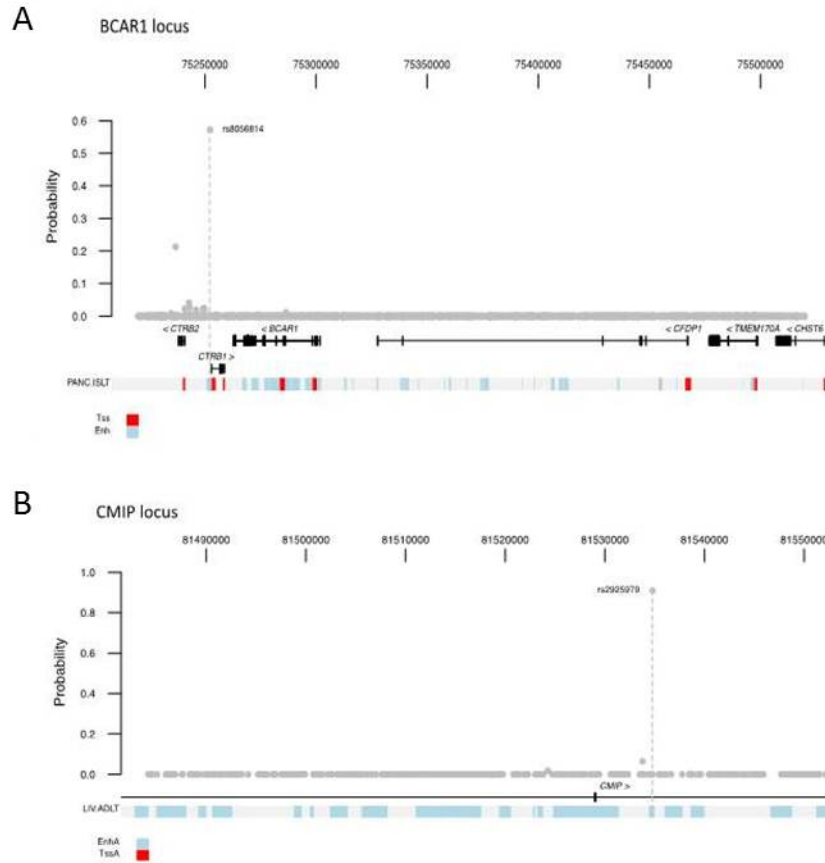 A
BCAR1 locus
75250000 75300000 75350000 75400000 75450000 75500000
0.6
rs8056814
0.5
0.4
0.3
0.2
0.1
0.0
Probability
< CTRB2 < BCAR1 < CFDP1 < TMEM170A < CHST6
CTRB1 >
PANC.ISLT
Tss
Enh
B
CMIP locus
81490000 81500000 81510000 81520000 81530000 81540000 81550000
1.0
rs2925979
0.8
0.6
0.4
0.2
0.0
Probability
CMIP >
LIV.ADLT
EnhA
TssA